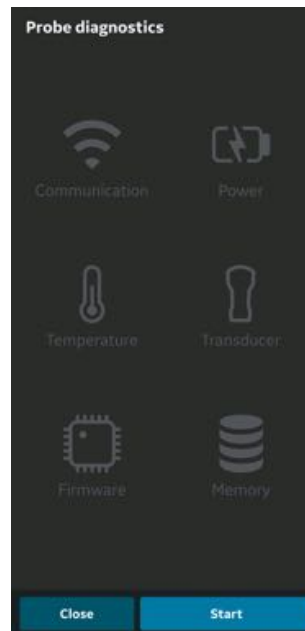 Probe diagnostics
Communication Power
Temperature Transducer
Firmware Memory
Close Start